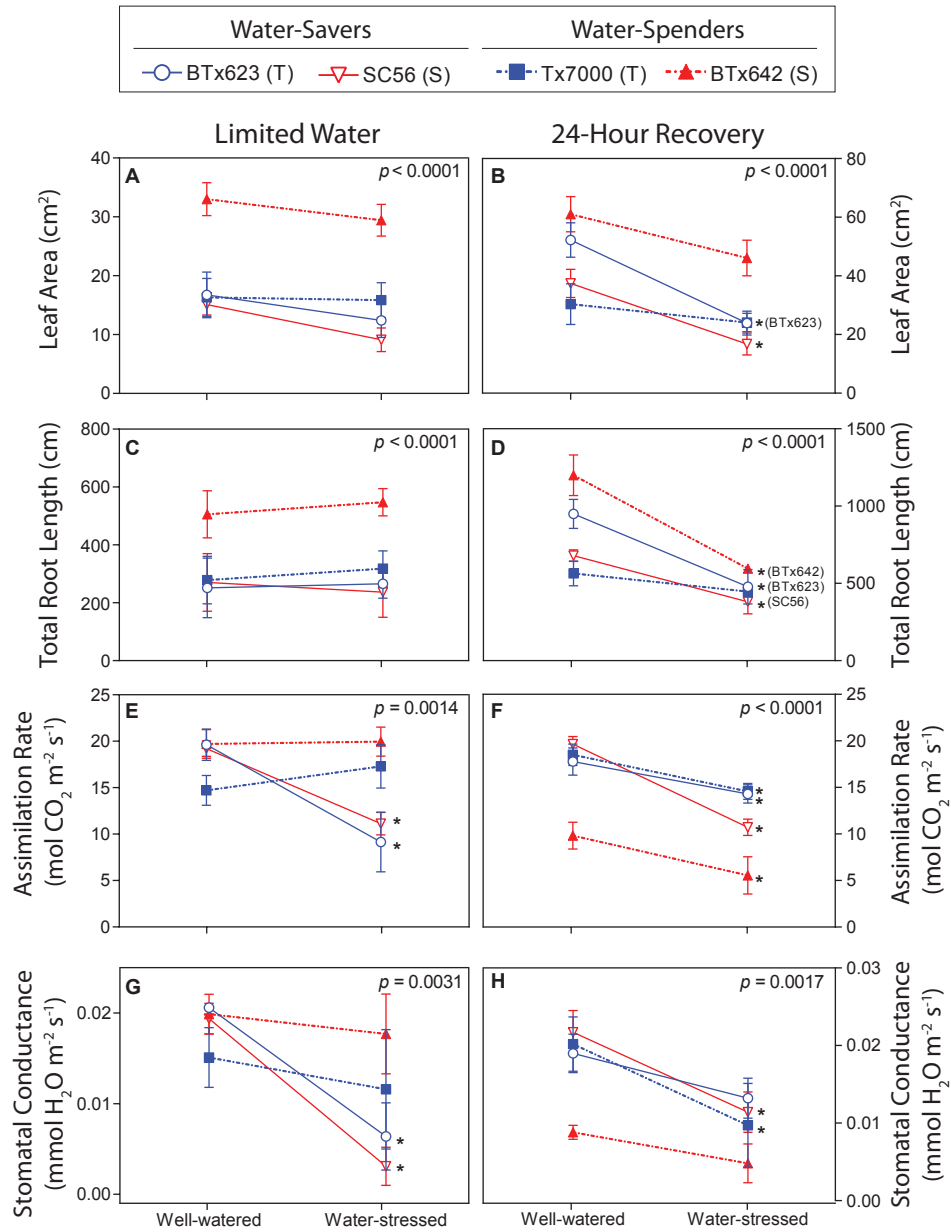 Water-Savers Water-Spenders
BTx623 (T) SC56 (S) Tx7000 (T) BTx642 (S)
Limited Water 24-Hour Recovery
A p < 0.0001
40
30
20
10
0
Leaf Area (cm²)
B p < 0.0001
80
60
40
20
0
Leaf Area (cm²)
*(BTx623)
*
C p < 0.0001
800
600
400
200
0
Total Root Length (cm)
D p < 0.0001
1500
1000
500
0
Total Root Length (cm)
*(BTx642)
*(BTx623)
*(SC56)
E p = 0.0014
25
20
15
10
5
0
Assimilation Rate
(mol CO₂ m⁻² s⁻¹)
*
*
F p < 0.0001
25
20
15
10
5
0
Assimilation Rate
(mol CO₂ m⁻² s⁻¹)
*
*
*
*
G p = 0.0031
0.02
0.01
0.00
Stomatal Conductance
(mmol H₂O m⁻² s⁻¹)
*
*
H p = 0.0017
0.03
0.02
0.01
0.00
Stomatal Conductance
(mmol H₂O m⁻² s⁻¹)
*
*
Well-watered Water-stressed Well-watered Water-stressed